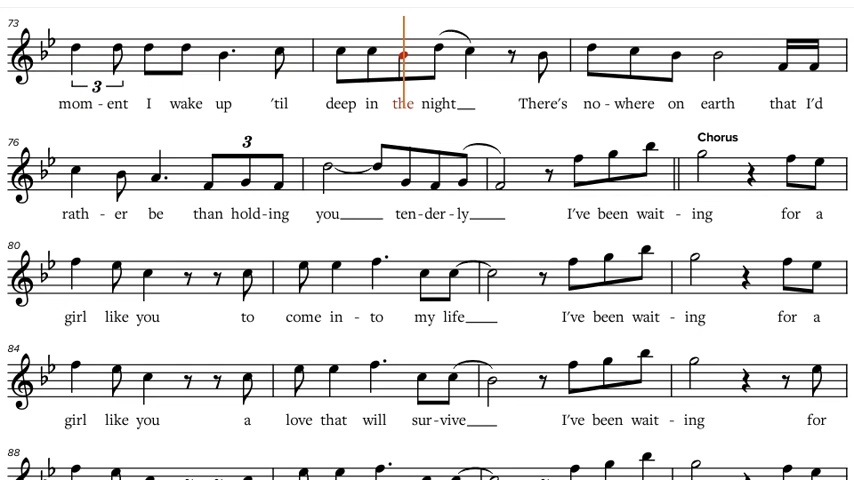 73
3
mom - ent I wake up 'til deep in the night There's no - where on earth that I'd
76
3
Chorus
rath - er be than hold - ing you ten - der - ly I've been wait - ing for a
80
girl like you to come in - to my life I've been wait - ing for a
84
girl like you a love that will sur - vive I've been wait - ing for
88